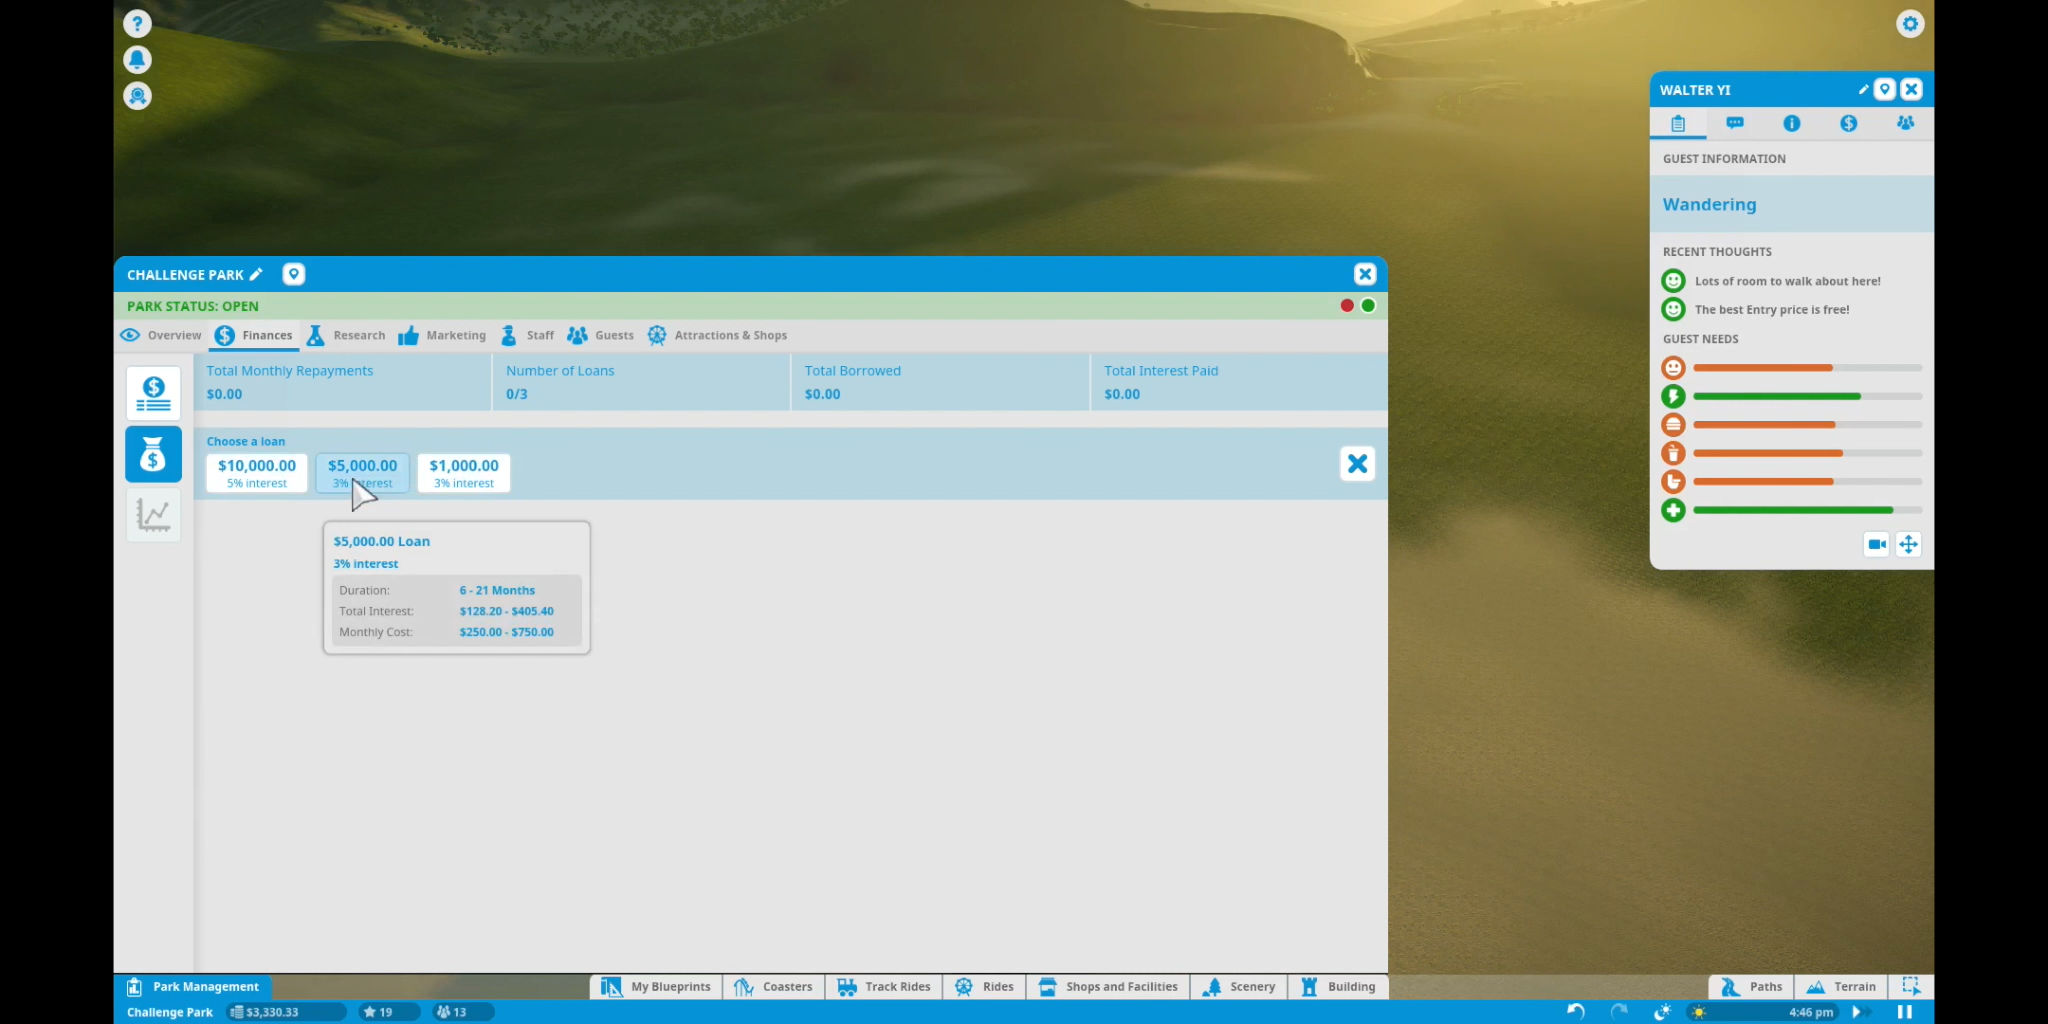 WALTER YI
GUEST INFORMATION
Wandering
RECENT THOUGHTS
Lots of room to walk about here!
The best Entry price is free!
GUEST NEEDS
CHALLENGE PARK
PARK STATUS: OPEN
Overview Finances Research Marketing Staff Guests Attractions & Shops
Total Monthly Repayments Number of Loans Total Borrowed Total Interest Paid
$0.00 0/3 $0.00 $0.00
Choose a loan
$10,000.00 $5,000.00 $1,000.00
5% interest 3% interest 3% interest
$5,000.00 Loan
3% interest
Duration: 6 - 21 Months
Total Interest: $128.20 - $405.40
Monthly Cost: $250.00 - $750.00
Park Management My Blueprints Coasters Track Rides Rides Shops and Facilities Scenery Building Paths Terrain
Challenge Park $3,330.33 19 13 4:46 pm